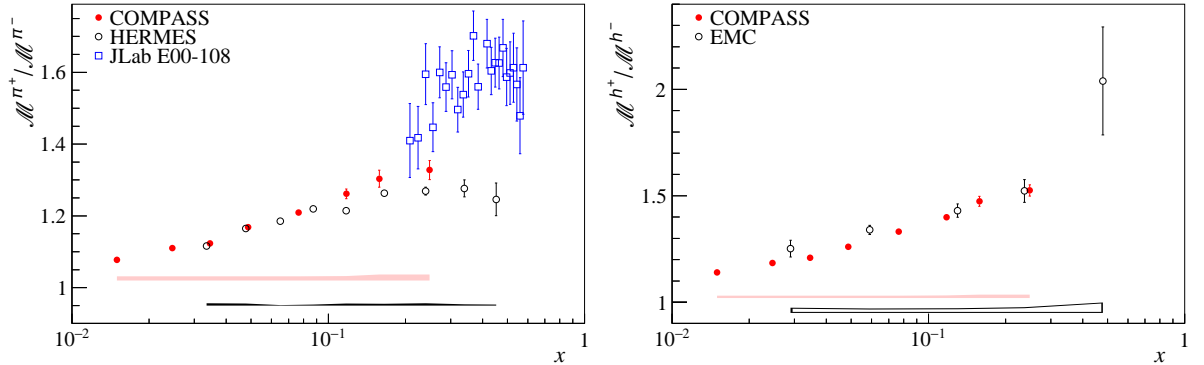 ℳ^π⁺/ℳ^π⁻
COMPASS
HERMES
JLab E00-108
1.6
1.4
1.2
1
10⁻²
10⁻¹
1
x
ℳ^h⁺/ℳ^h⁻
COMPASS
EMC
2
1.5
1
10⁻²
10⁻¹
1
x